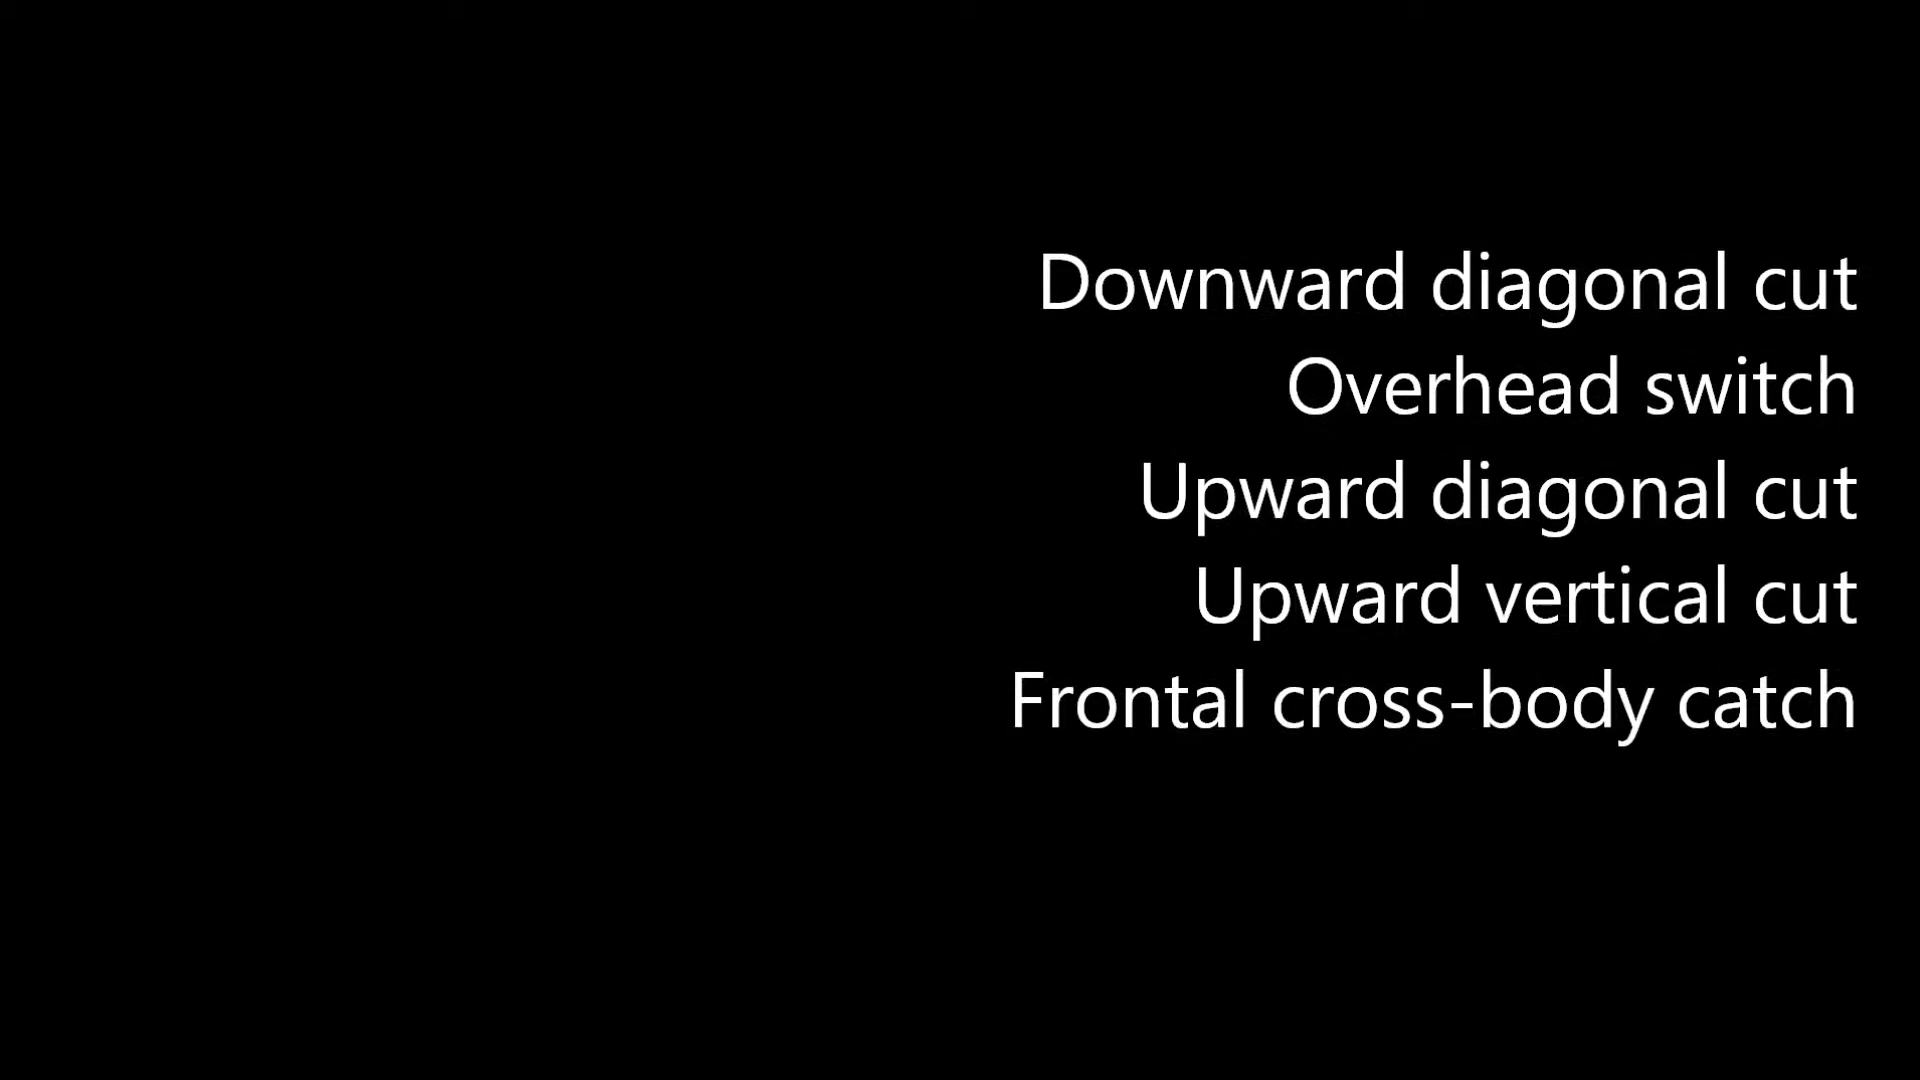 Downward diagonal cut
Overhead switch
Upward diagonal cut
Upward vertical cut
Frontal cross-body catch